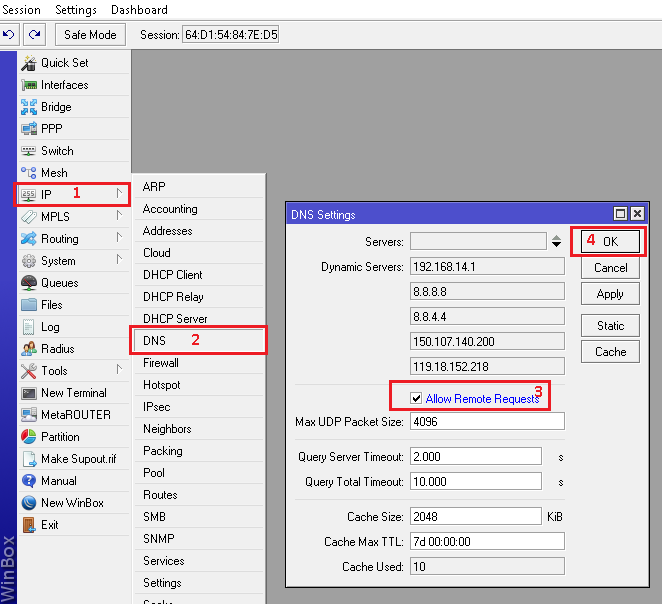 Session Settings Dashboard
Safe Mode Session: 64:D1:54:84:7E:D5
Quick Set
Interfaces
Bridge
PPP
Switch
Mesh
IP 1
MPLS
Routing
System
Queues
Files
Log
Radius
Tools
New Terminal
MetaROUTER
Partition
Make Supout.rif
Manual
New WinBox
Exit
WinBox
ARP
Accounting
Addresses
Cloud
DHCP Client
DHCP Relay
DHCP Server
DNS 2
Firewall
Hotspot
IPsec
Neighbors
Packing
Pool
Routes
SMB
SNMP
Services
Settings
Socks
DNS Settings
Servers:
Dynamic Servers: 192.168.14.1
8.8.8.8
8.8.4.4
150.107.140.200
119.18.152.218
Allow Remote Requests 3
Max UDP Packet Size: 4096
Query Server Timeout: 2.000 s
Query Total Timeout: 10.000 s
Cache Size: 2048 KiB
Cache Max TTL: 7d 00:00:00
Cache Used: 10
4 OK
Cancel
Apply
Static
Cache